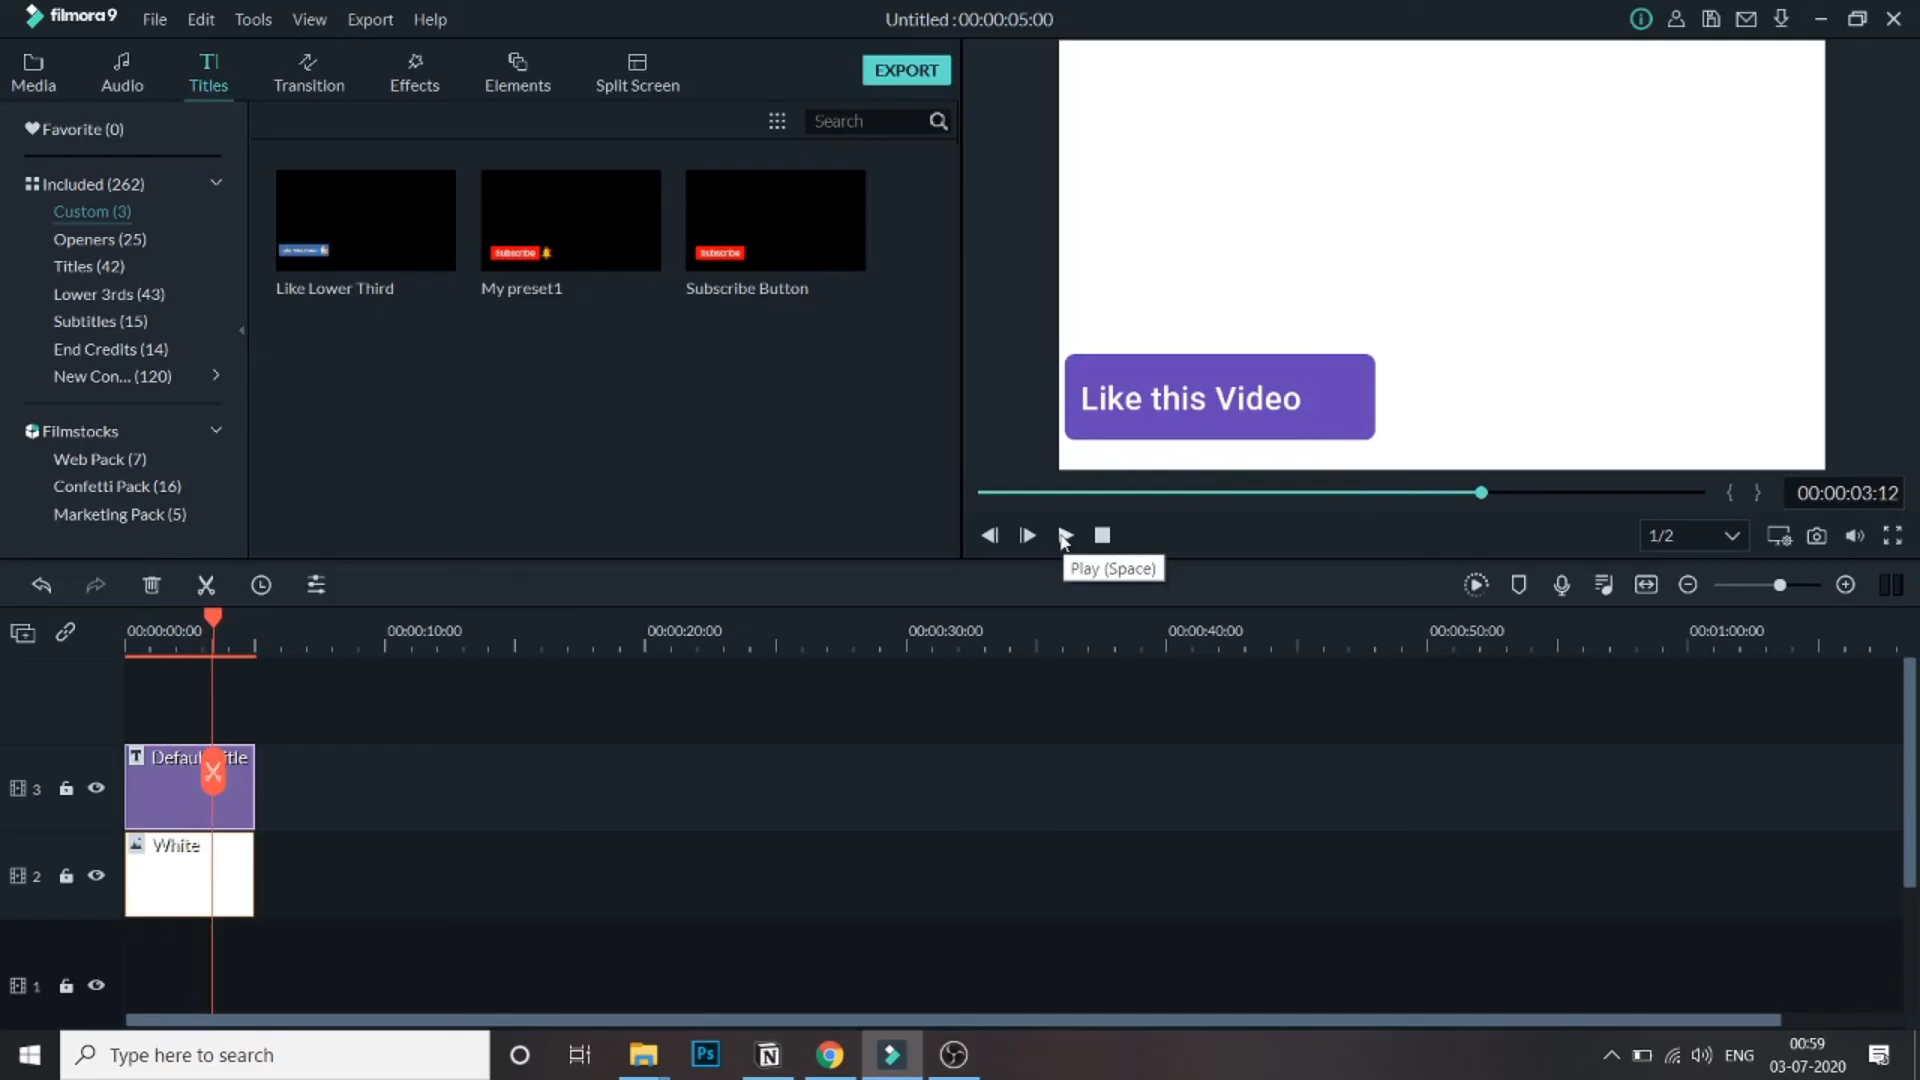 filmora9 File Edit Tools View Export Help Untitled : 00:00:05:00
Media Audio Titles Transition Effects Elements Split Screen EXPORT
Favorite (0)
Search
Included (262)
Custom (3)
Openers (25)
Titles (42)
Lower 3rds (43)
Subtitles (15)
End Credits (14)
New Con... (120)
Filmstocks
Web Pack (7)
Confetti Pack (16)
Marketing Pack (5)
Subscribe
Subscribe
Like Lower Third My preset1 Subscribe Button
Like this Video
00:00:03:12
1/2
Play (Space)
00:00:00:00 00:00:10:00 00:00:20:00 00:00:30:00 00:00:40:00 00:00:50:00 00:01:00:00
3
2
1
White
Type here to search
Ps
N
ENG
00:59
03-07-2020